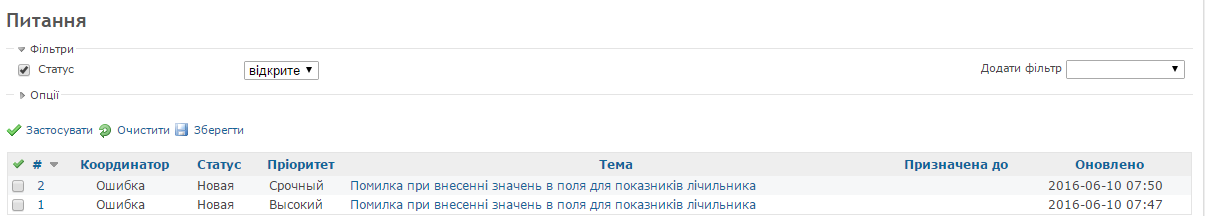 Питання
Фільтри
Статус відкрите Додати фільтр
Опції
Застосувати Очистити Зберегти
# Координатор Статус Пріоритет Тема Призначена до Оновлено
2 Ошибка Новая Срочный Помилка при внесенні значень в поля для показників лічильника 2016-06-10 07:50
1 Ошибка Новая Высокий Помилка при внесенні значень в поля для показників лічильника 2016-06-10 07:47